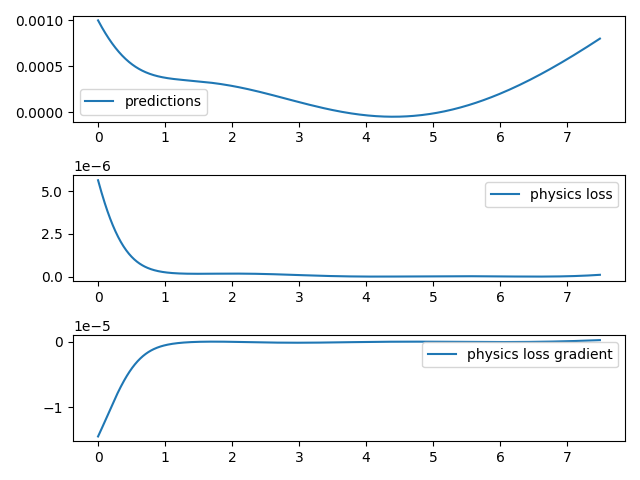 0.0010
0.0005
0.0000
predictions
0 1 2 3 4 5 6 7
1e−6
5.0
2.5
0.0
physics loss
0 1 2 3 4 5 6 7
1e−5
0
−1
physics loss gradient
0 1 2 3 4 5 6 7